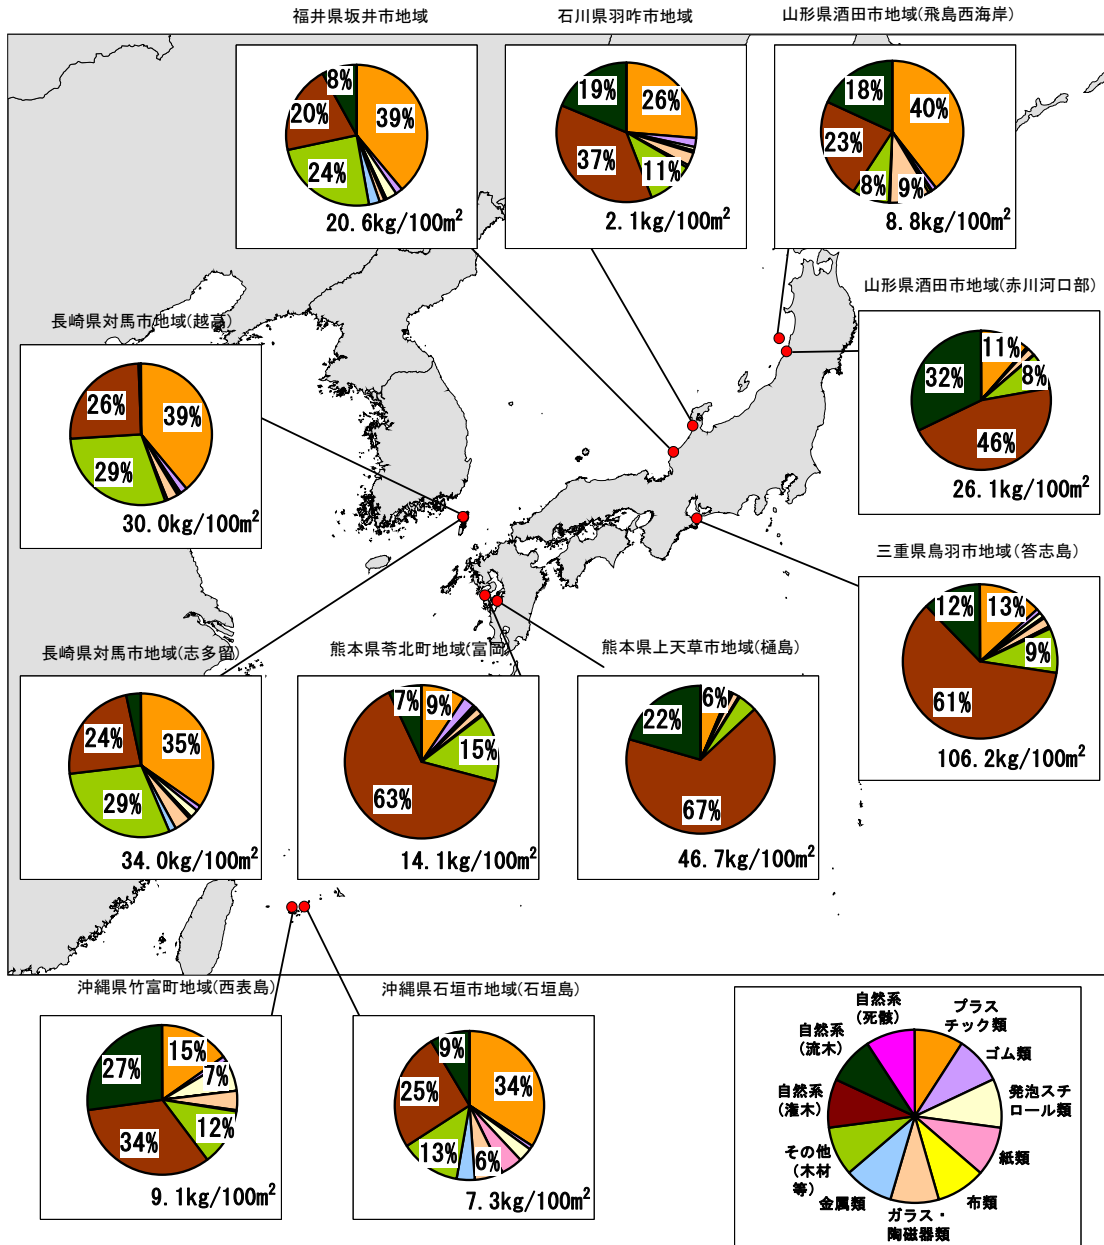 福井県坂井市地域
石川県羽咋市地域
山形県酒田市地域(飛島西海岸)
8%
39%
20%
24%
20.6kg/100m²
19%
26%
37%
11%
2.1kg/100m²
18%
40%
23%
8%
9%
8.8kg/100m²
山形県酒田市地域(赤川河口部)
11%
32%
8%
46%
26.1kg/100m²
長崎県対馬市地域(越高)
26%
39%
29%
30.0kg/100m²
三重県鳥羽市地域(答志島)
12%
13%
9%
61%
106.2kg/100m²
長崎県対馬市地域(志多留)
24%
35%
29%
34.0kg/100m²
熊本県苓北町地域(富岡)
7%
9%
15%
63%
14.1kg/100m²
熊本県上天草市地域(樋島)
6%
22%
67%
46.7kg/100m²
沖縄県竹富町地域(西表島)
27%
15%
7%
12%
34%
9.1kg/100m²
沖縄県石垣市地域(石垣島)
9%
34%
25%
13%
6%
7.3kg/100m²
自然系
(死骸)
プラス
チック類
自然系
(流木)
ゴム類
自然系
(潅木)
発泡スチ
ロール類
その他
(木材
等)
紙類
金属類
布類
ガラス・
陶磁器類